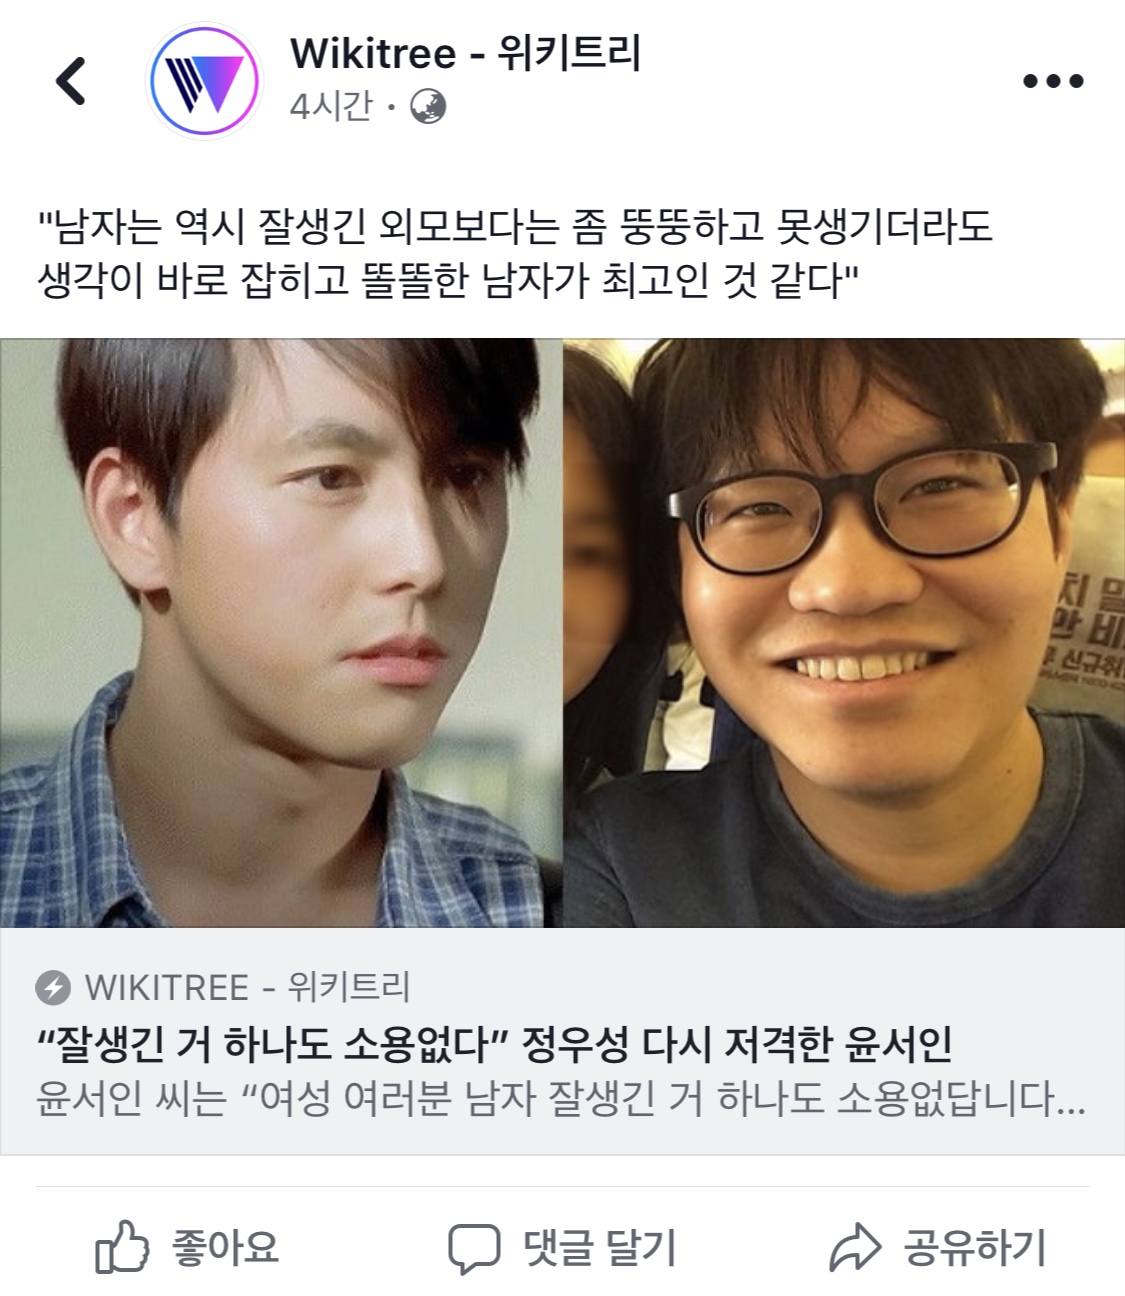 Wikitree - 위키트리
4시간 ·
"남자는 역시 잘생긴 외모보다는 좀 뚱뚱하고 못생기더라도
생각이 바로 잡히고 똘똘한 남자가 최고인 것 같다"
신규취
WIKITREE - 위키트리
“잘생긴 거 하나도 소용없다” 정우성 다시 저격한 윤서인
윤서인 씨는 “여성 여러분 남자 잘생긴 거 하나도 소용없답니다...
좋아요
댓글 달기
공유하기